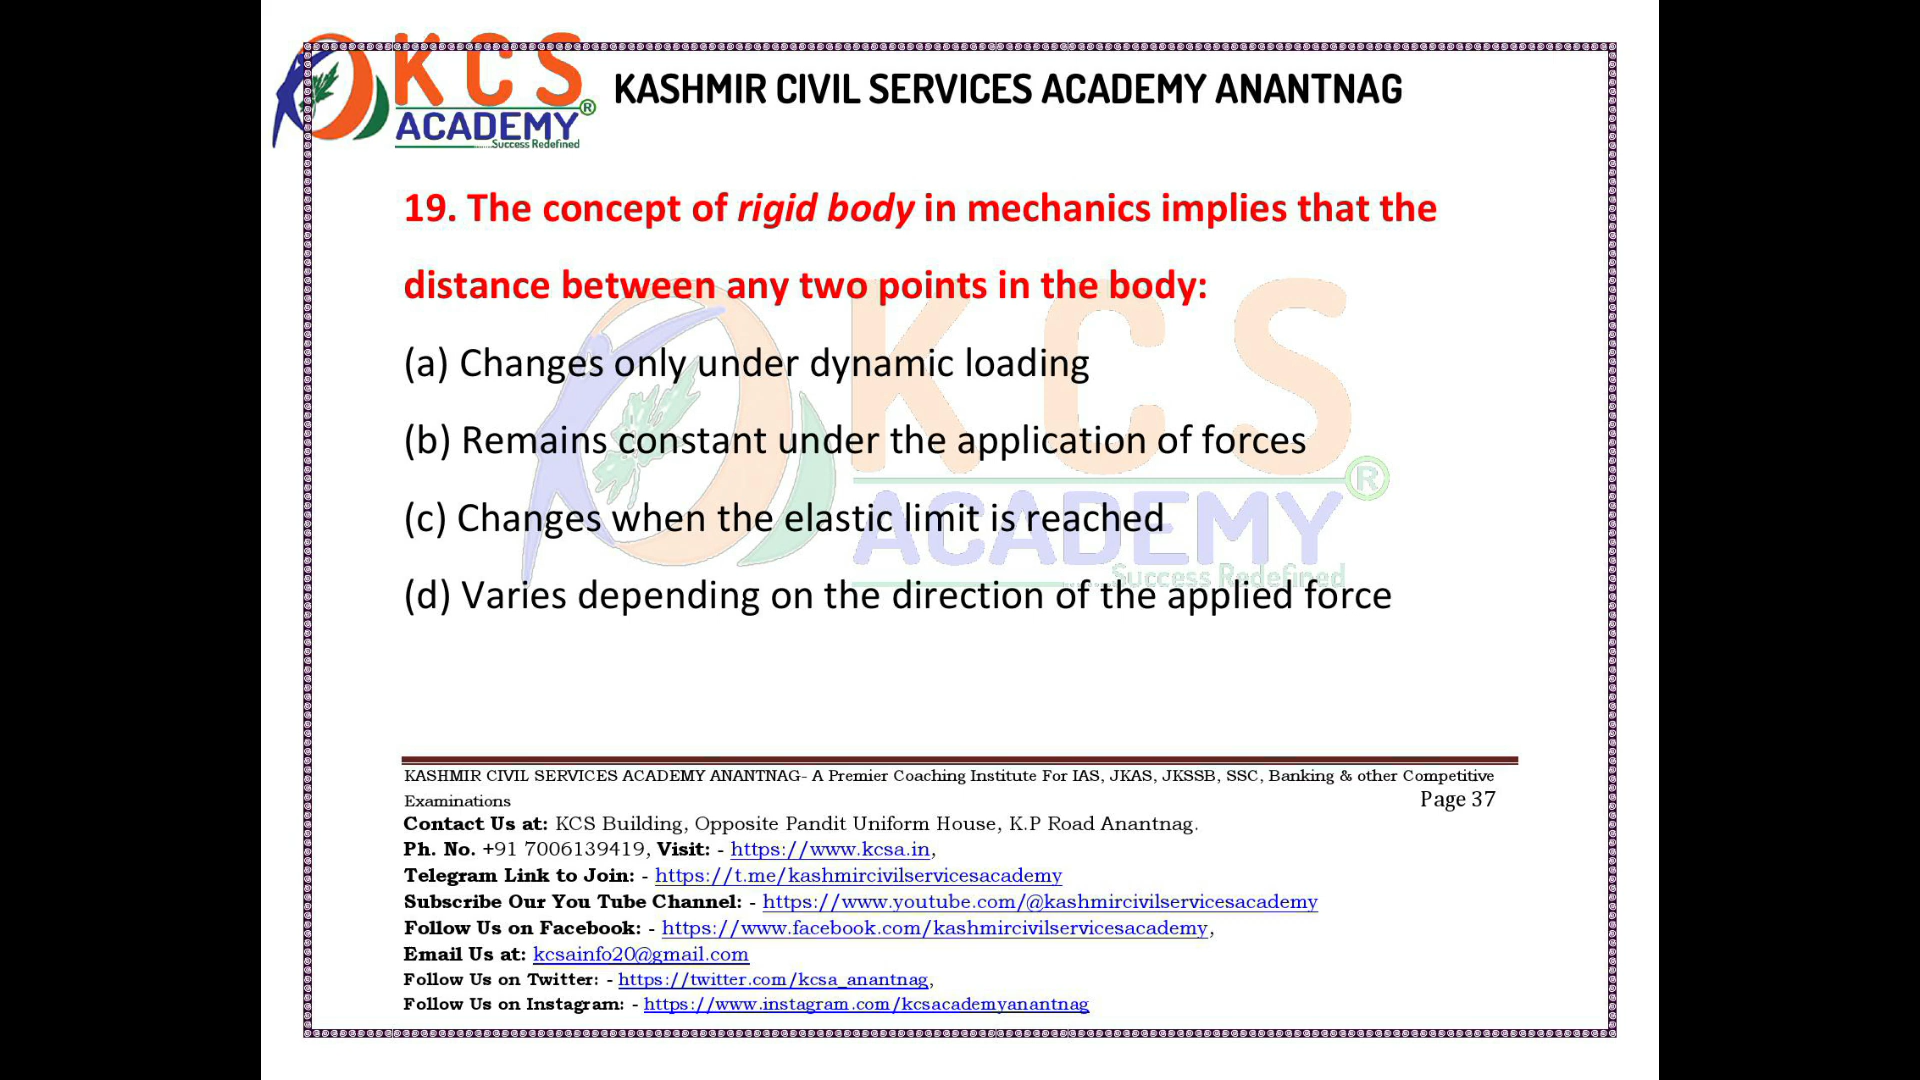 KCS
ACADEMY®
......Success Redefined
KASHMIR CIVIL SERVICES ACADEMY ANANTNAG
19. The concept of rigid body in mechanics implies that the
distance between any two points in the body:
(a) Changes only under dynamic loading
(b) Remains constant under the application of forces
(c) Changes when the elastic limit is reached
(d) Varies depending on the direction of the applied force
KCS
ACADEMY®
......Success Redefined
KASHMIR CIVIL SERVICES ACADEMY ANANTNAG- A Premier Coaching Institute For IAS, JKAS, JKSSB, SSC, Banking & other Competitive
Examinations Page 37
Contact Us at: KCS Building, Opposite Pandit Uniform House, K.P Road Anantnag.
Ph. No. +91 7006139419, Visit: - https://www.kcsa.in,
Telegram Link to Join: - https://t.me/kashmircivilservicesacademy
Subscribe Our You Tube Channel: - https://www.youtube.com/@kashmircivilservicesacademy
Follow Us on Facebook: - https://www.facebook.com/kashmircivilservicesacademy,
Email Us at: kcsainfo20@gmail.com
Follow Us on Twitter: - https://twitter.com/kcsa_anantnag,
Follow Us on Instagram: - https://www.instagram.com/kcsacademyanantnag